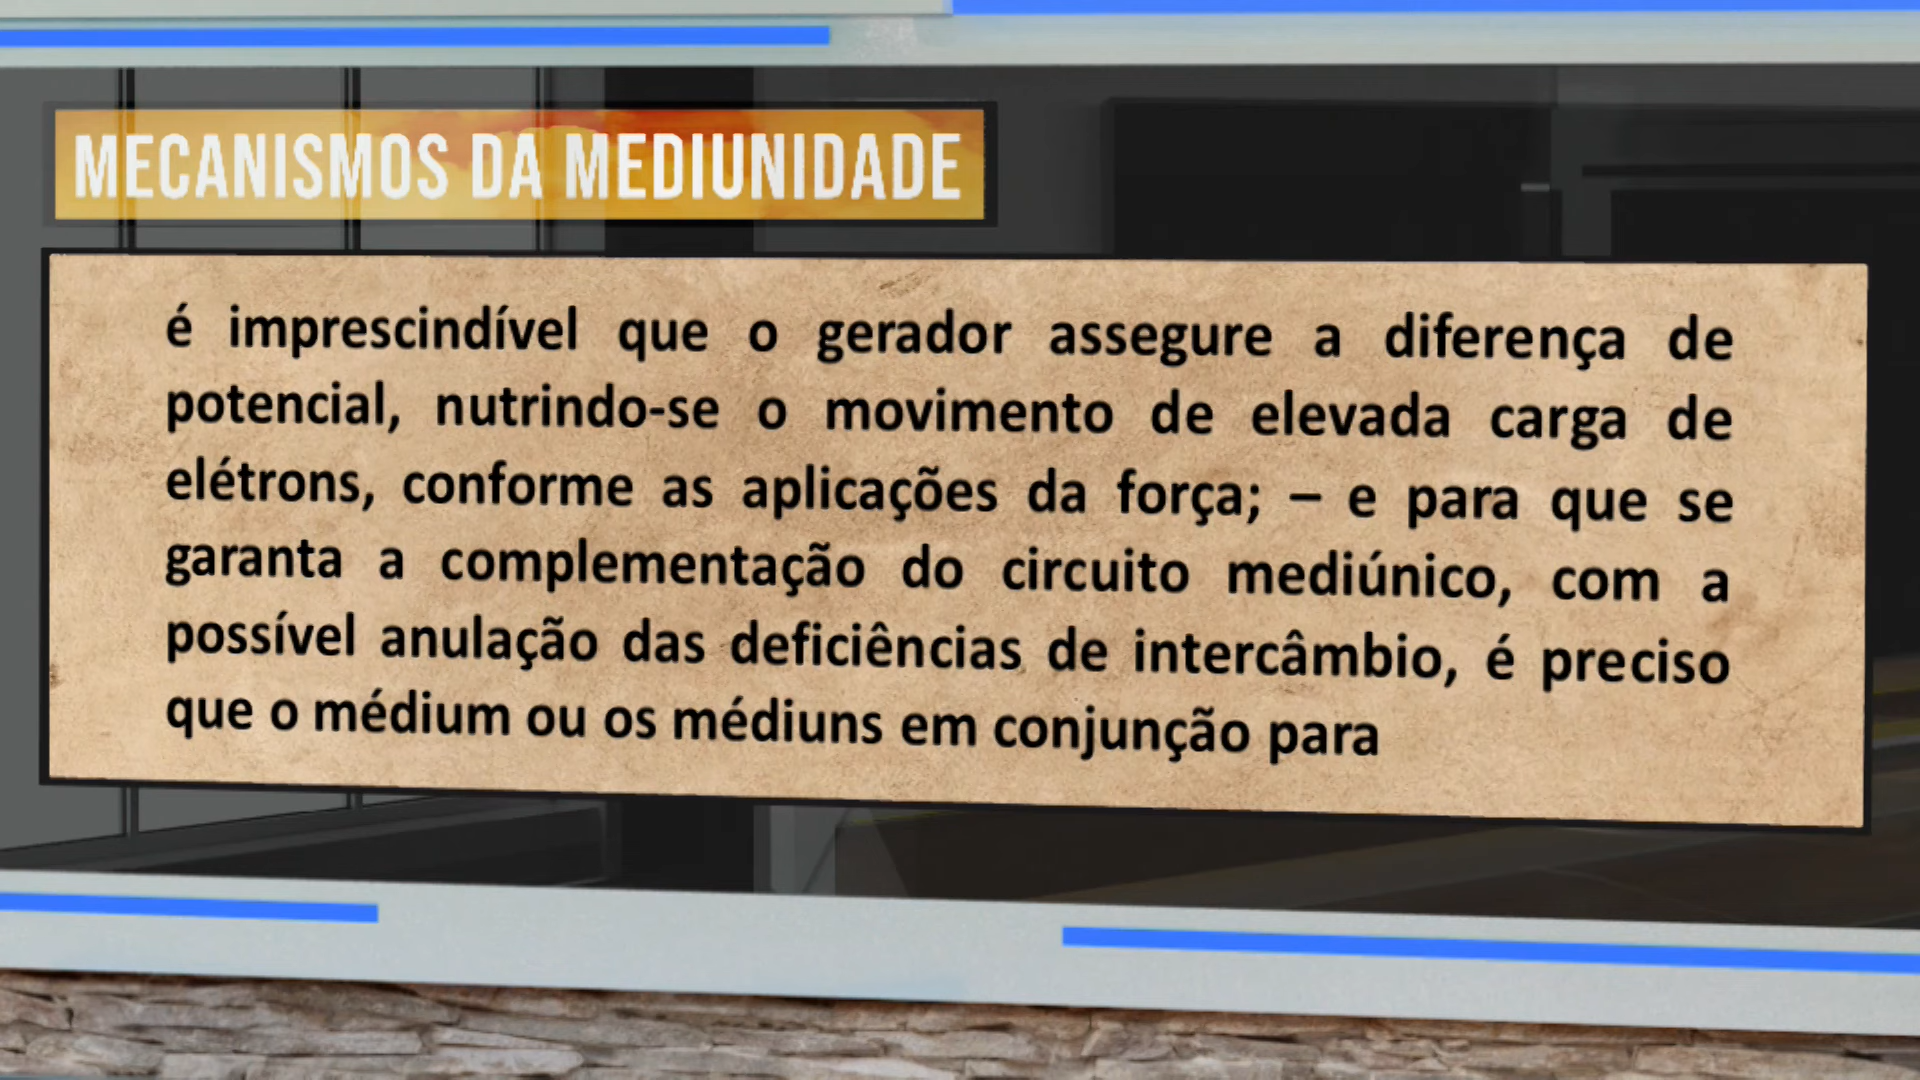 MECANISMOS DA MEDIUNIDADE
é imprescindível que o gerador assegure a diferença de
potencial, nutrindo-se o movimento de elevada carga de
elétrons, conforme as aplicações da força; – e para que se
garanta a complementação do circuito mediúnico, com a
possível anulação das deficiências de intercâmbio, é preciso
que o médium ou os médiuns em conjunção para